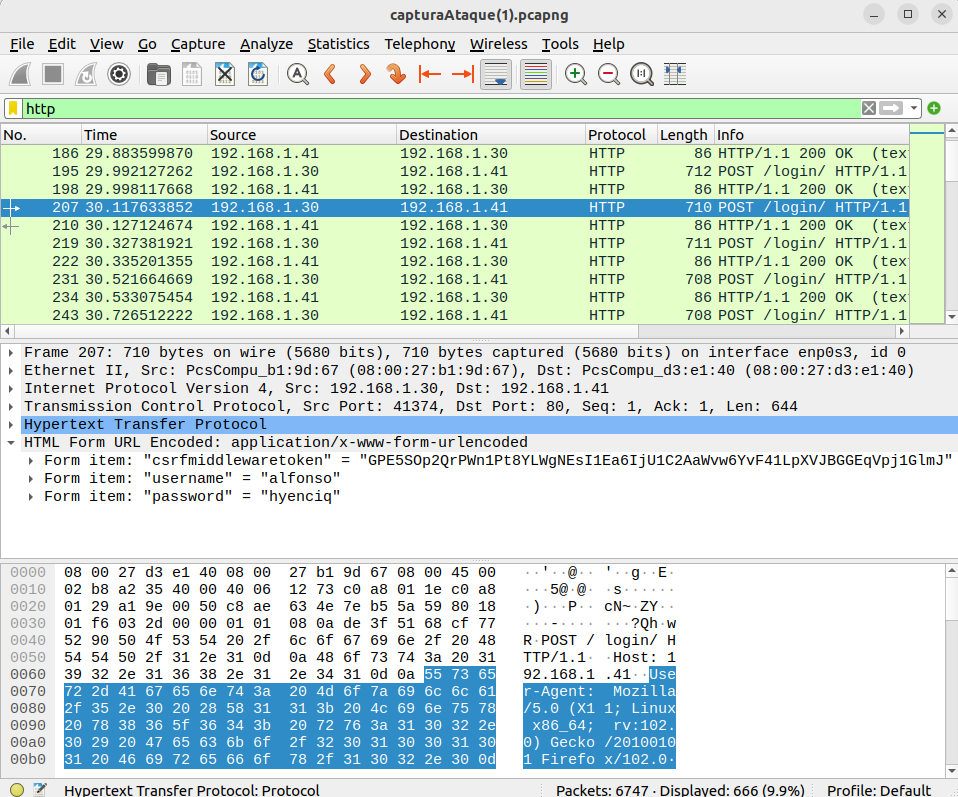 capturaAtaque(1).pcapng
File Edit View Go Capture Analyze Statistics Telephony Wireless Tools Help
http
No. Time Source Destination Protocol Length Info
186 29.883599870 192.168.1.41 192.168.1.30 HTTP 86 HTTP/1.1 200 OK (tex
195 29.992127262 192.168.1.30 192.168.1.41 HTTP 712 POST /login/ HTTP/1.1
198 29.998117668 192.168.1.41 192.168.1.30 HTTP 86 HTTP/1.1 200 OK (tex
207 30.117633852 192.168.1.30 192.168.1.41 HTTP 710 POST /login/ HTTP/1.1
210 30.127124674 192.168.1.41 192.168.1.30 HTTP 86 HTTP/1.1 200 OK (tex
219 30.327381921 192.168.1.30 192.168.1.41 HTTP 711 POST /login/ HTTP/1.1
222 30.335201355 192.168.1.41 192.168.1.30 HTTP 86 HTTP/1.1 200 OK (tex
231 30.521664669 192.168.1.30 192.168.1.41 HTTP 708 POST /login/ HTTP/1.1
234 30.533075454 192.168.1.41 192.168.1.30 HTTP 86 HTTP/1.1 200 OK (tex
243 30.726512222 192.168.1.30 192.168.1.41 HTTP 708 POST /login/ HTTP/1.1
Frame 207: 710 bytes on wire (5680 bits), 710 bytes captured (5680 bits) on interface enp0s3, id 0
Ethernet II, Src: PcsCompu_b1:9d:67 (08:00:27:b1:9d:67), Dst: PcsCompu_d3:e1:40 (08:00:27:d3:e1:40)
Internet Protocol Version 4, Src: 192.168.1.30, Dst: 192.168.1.41
Transmission Control Protocol, Src Port: 41374, Dst Port: 80, Seq: 1, Ack: 1, Len: 644
Hypertext Transfer Protocol
HTML Form URL Encoded: application/x-www-form-urlencoded
Form item: "csrfmiddlewaretoken" = "GPE5SOp2QrPWn1Pt8YLWgNEsI1Ea6IjU1C2AaWvw6YvF41LpXVJBGGEqVpj1GlmJ"
Form item: "username" = "alfonso"
Form item: "password" = "hyenciq"
0000 08 00 27 d3 e1 40 08 00 27 b1 9d 67 08 00 45 00 ··'··@·· '··g··E·
0010 02 b8 a2 35 40 00 40 06 12 73 c0 a8 01 1e c0 a8 ···5@·@· ·s······
0020 01 29 a1 9e 00 50 c8 ae 63 4e 7e b5 5a 59 80 18 ·)···P·· cN~·ZY··
0030 01 f6 03 2d 00 00 01 01 08 0a de 3f 51 68 cf 77 ···-···· ···?Qh·w
0040 52 90 50 4f 53 54 20 2f 6c 6f 67 69 6e 2f 20 48 R·POST / login/ H
0050 54 54 50 2f 31 2e 31 0d 0a 48 6f 73 74 3a 20 31 TTP/1.1· ·Host: 1
0060 39 32 2e 31 36 38 2e 31 2e 34 31 0d 0a 55 73 65 92.168.1 .41··Use
0070 72 2d 41 67 65 6e 74 3a 20 4d 6f 7a 69 6c 6c 61 r-Agent: Mozilla
0080 2f 35 2e 30 20 28 58 31 31 3b 20 4c 69 6e 75 78 /5.0 (X1 1; Linux
0090 20 78 38 36 5f 36 34 3b 20 72 76 3a 31 30 32 2e x86_64; rv:102.
00a0 30 29 20 47 65 63 6b 6f 2f 32 30 31 30 30 31 30 0) Gecko /2010010
00b0 31 20 46 69 72 65 66 6f 78 2f 31 30 32 2e 30 0d 1 Firefo x/102.0·
Hypertext Transfer Protocol: Protocol Packets: 6747 · Displayed: 666 (9.9%) Profile: Default